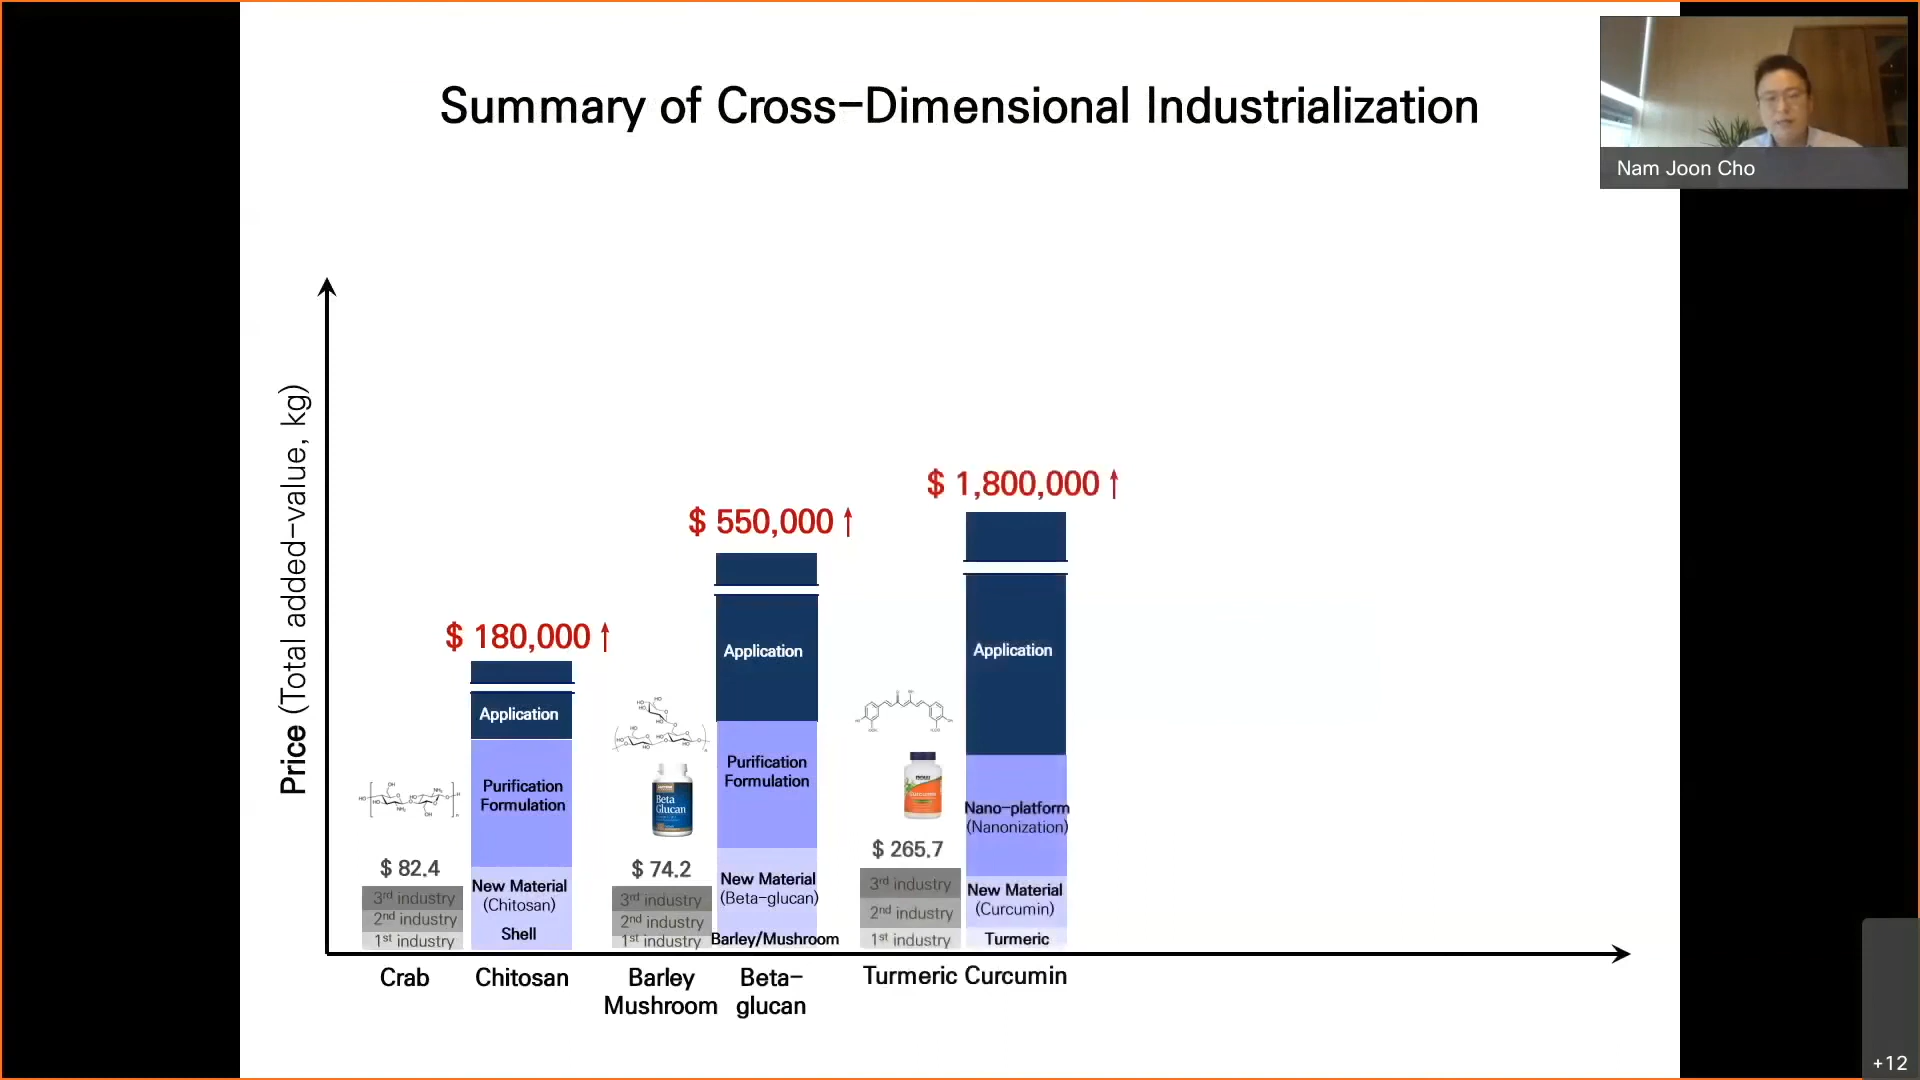 Summary of Cross-Dimensional Industrialization
Nam Joon Cho
Price (Total added-value, kg)
$ 180,000↑
Application
Purification
Formulation
New Material
(Chitosan)
Shell
$ 82.4
3rd industry
2nd industry
1st industry
Crab
Chitosan
$ 550,000↑
Application
Purification
Formulation
New Material
(Beta-glucan)
Barley/Mushroom
Beta
Glucan
$ 74.2
3rd industry
2nd industry
1st industry
Barley
Mushroom
Beta-
glucan
$ 1,800,000↑
Application
Nano-platform
(Nanonization)
New Material
(Curcumin)
Turmeric
Curcumin
$ 265.7
3rd industry
2nd industry
1st industry
Turmeric
Curcumin
+12